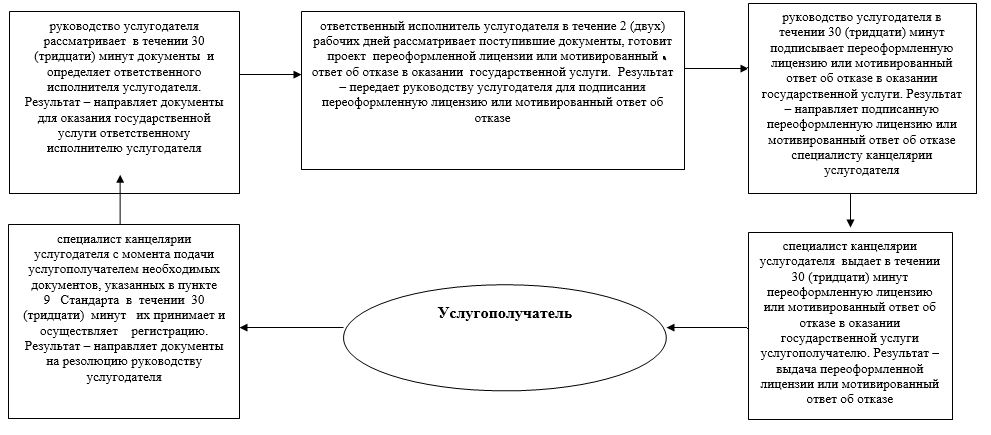 руководство услугодателя
рассматривает в течении 30
(тридцати) минут документы и
определяет ответственного
исполнителя услугодателя.
Результат – направляет документы
для оказания государственной
услуги ответственному
исполнителю услугодателя
ответственный исполнитель услугодателя в течение 2 (двух)
рабочих дней рассматривает поступившие документы, готовит
проект переоформленной лицензии или мотивированный
ответ об отказе в оказании государственной услуги. Результат
– передает руководству услугодателя для подписания
переоформленную лицензию или мотивированный ответ об
отказе
руководство услугодателя в
течении 30 (тридцати) минут
подписывает переоформленную
лицензию или мотивированный
ответ об отказе в оказании
государственной услуги. Результат
– направляет подписанную
переоформленную лицензию или
мотивированный ответ об отказе
специалисту канцелярии
услугодателя
специалист канцелярии
услугодателя с момента подачи
услугополучателем необходимых
документов, указанных в пункте
9 Стандарта в течении 30
(тридцати) минут их принимает и
осуществляет регистрацию.
Результат – направляет документы
на резолюцию руководству
услугодателя
Услугополучатель
специалист канцелярии
услугодателя выдает в течении
30 (тридцати) минут
переоформленную лицензию
или мотивированный ответ об
отказе в оказании
государственной услуги
услугополучателю. Результат –
выдача переоформленной
лицензии или мотивированный
ответ об отказе